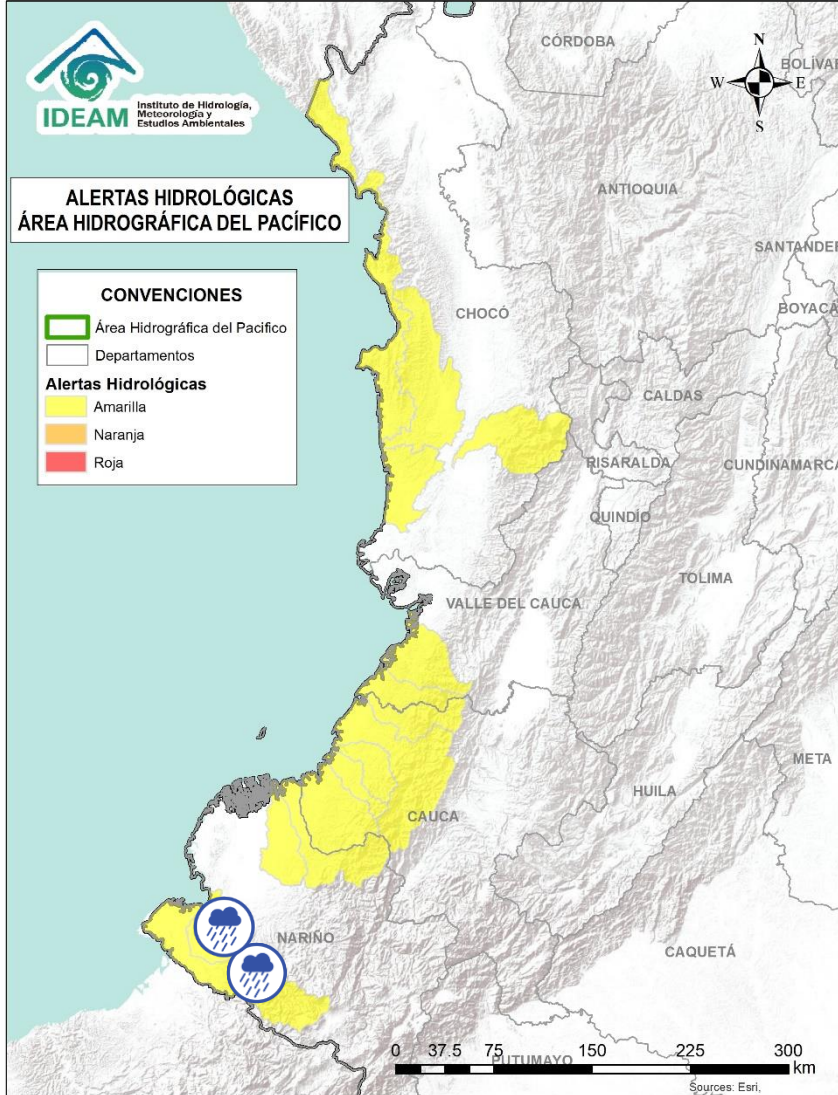 IDEAM
Instituto de Hidrología,
Meteorología y
Estudios Ambientales
ALERTAS HIDROLÓGICAS
ÁREA HIDROGRÁFICA DEL PACÍFICO
CONVENCIONES
Área Hidrográfica del Pacifico
Departamentos
Alertas Hidrológicas
Amarilla
Naranja
Roja
N
W
E
S
CÓRDOBA
BOLÍVAR
ANTIOQUIA
SANTANDER
BOYACÁ
CHOCÓ
CALDAS
RISARALDA
CUNDINAMARCA
QUINDÍO
TOLIMA
VALLE DEL CAUCA
META
HUILA
CAUCA
NARIÑO
CAQUETÁ
PUTUMAYO
0 37.5 75 150 225 300
km
Sources: Esri,